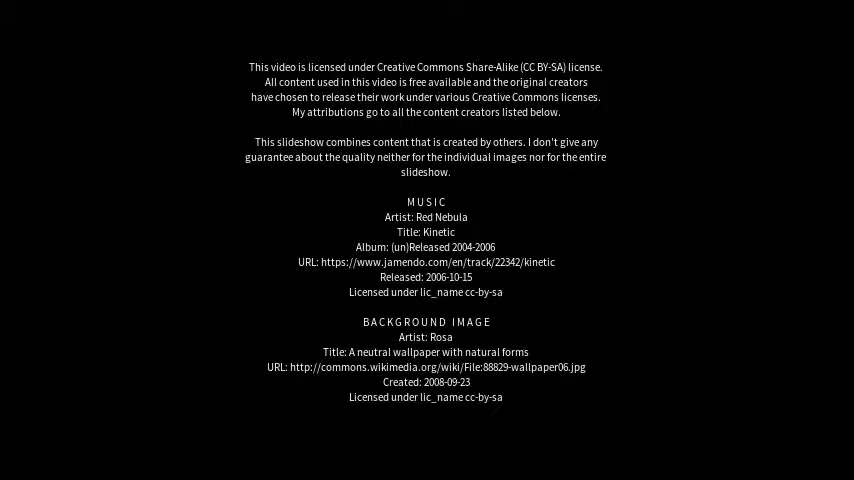 This video is licensed under Creative Commons Share-Alike (CC BY-SA) license.
All content used in this video is free available and the original creators
have chosen to release their work under various Creative Commons licenses.
My attributions go to all the content creators listed below.
This slideshow combines content that is created by others. I don't give any
guarantee about the quality neither for the individual images nor for the entire
slideshow.
MUSIC
Artist: Red Nebula
Title: Kinetic
Album: (un)Released 2004-2006
URL: https://www.jamendo.com/en/track/22342/kinetic
Released: 2006-10-15
Licensed under lic_name cc-by-sa
BACKGROUND IMAGE
Artist: Rosa
Title: A neutral wallpaper with natural forms
URL: http://commons.wikimedia.org/wiki/File:88829-wallpaper06.jpg
Created: 2008-09-23
Licensed under lic_name cc-by-sa